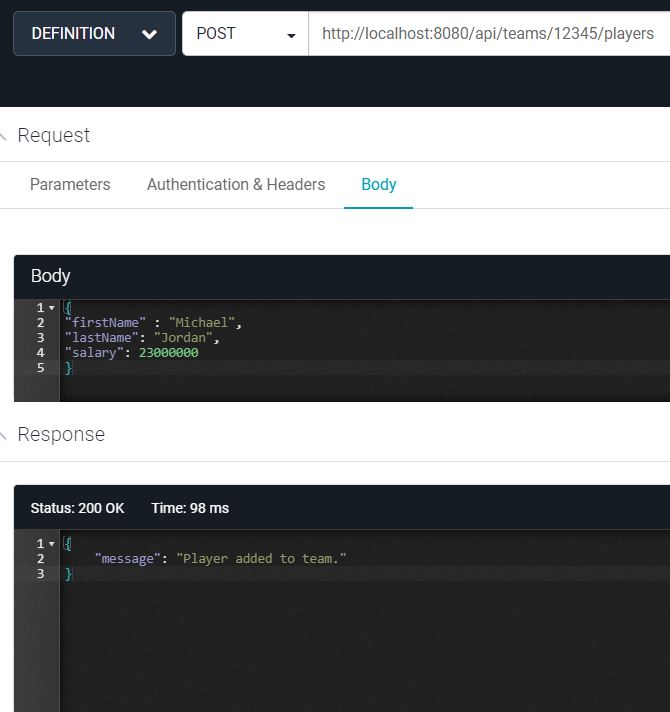 DEFINITION POST http://localhost:8080/api/teams/12345/players
Request
Parameters Authentication & Headers Body
Body
1 {
2 "firstName" : "Michael",
3 "lastName": "Jordan",
4 "salary": 23000000
5 }
Response
Status: 200 OK Time: 98 ms
1 {
2 "message": "Player added to team."
3 }